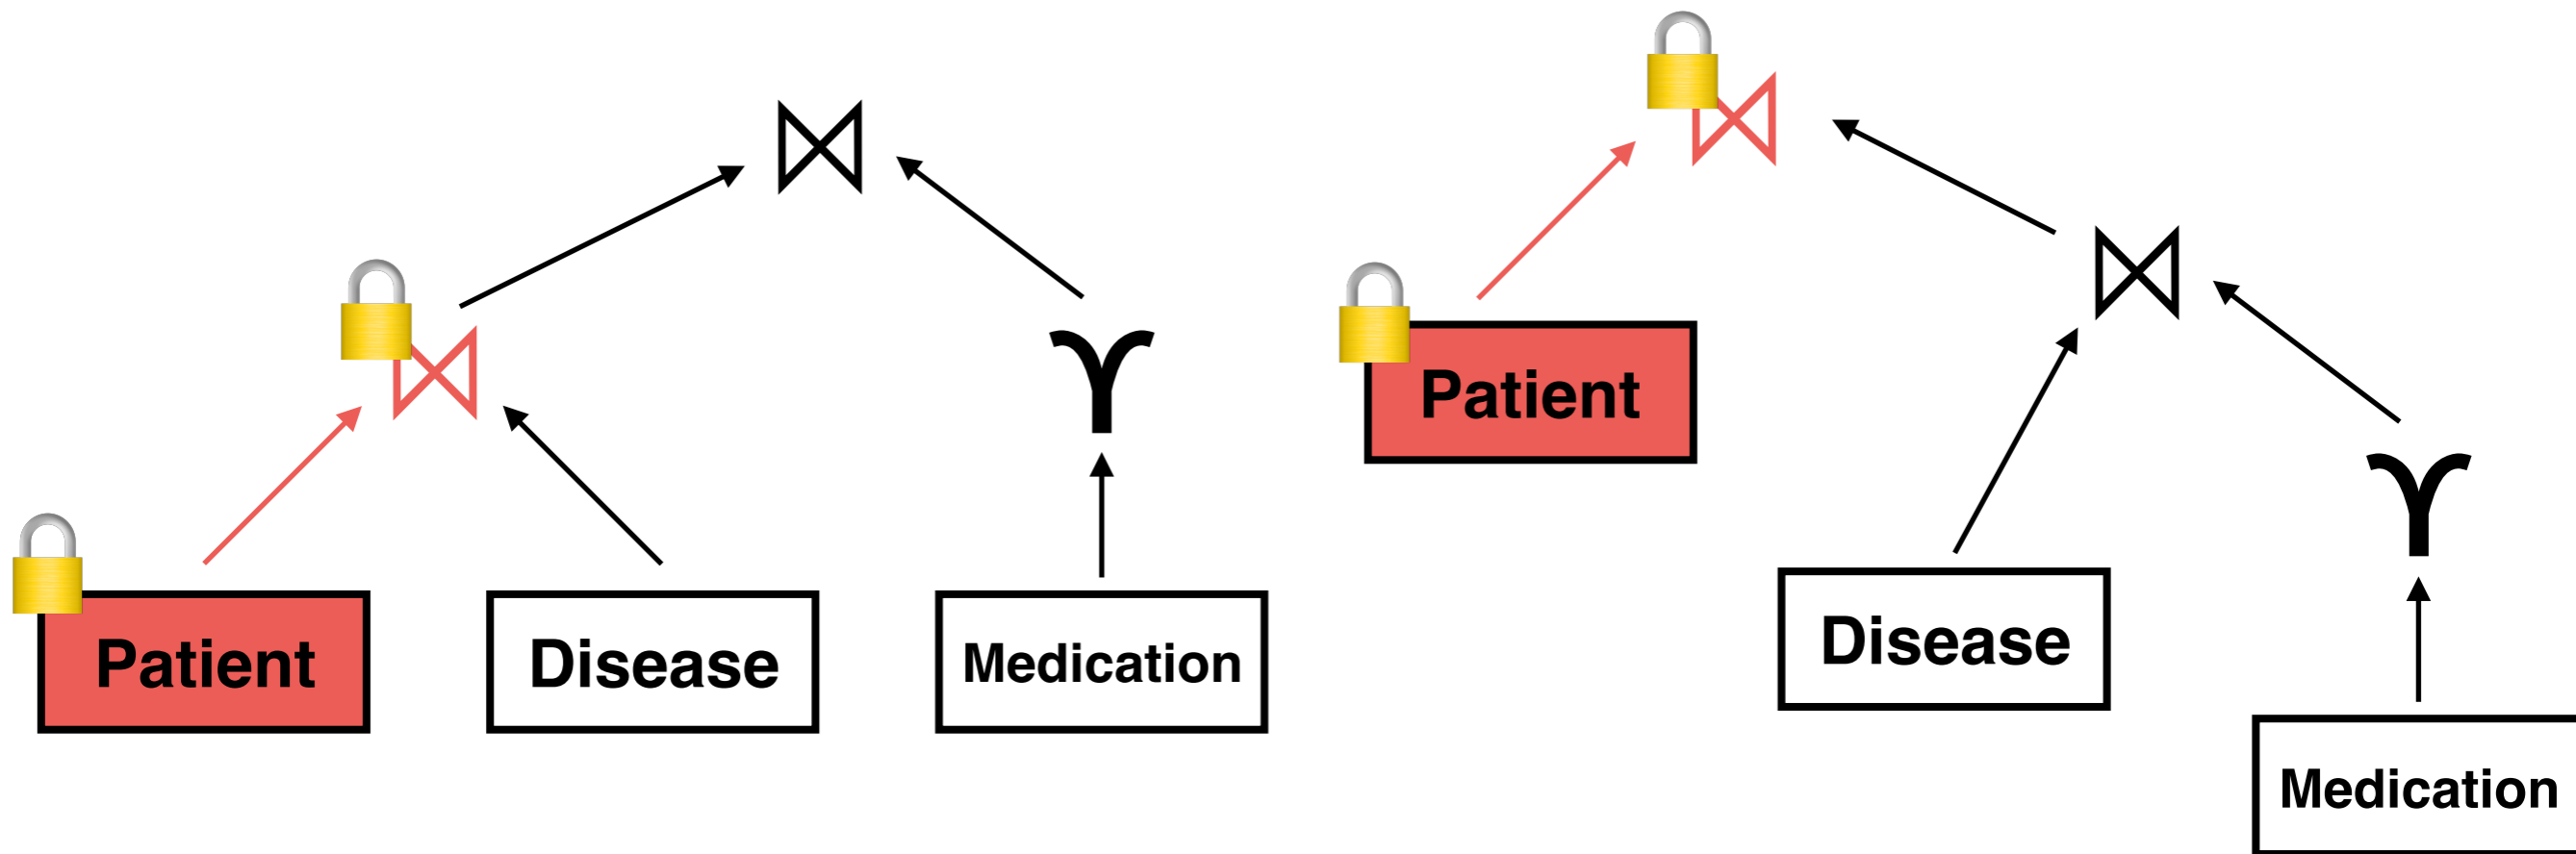 Patient
Disease
Medication
Patient
Disease
Medication